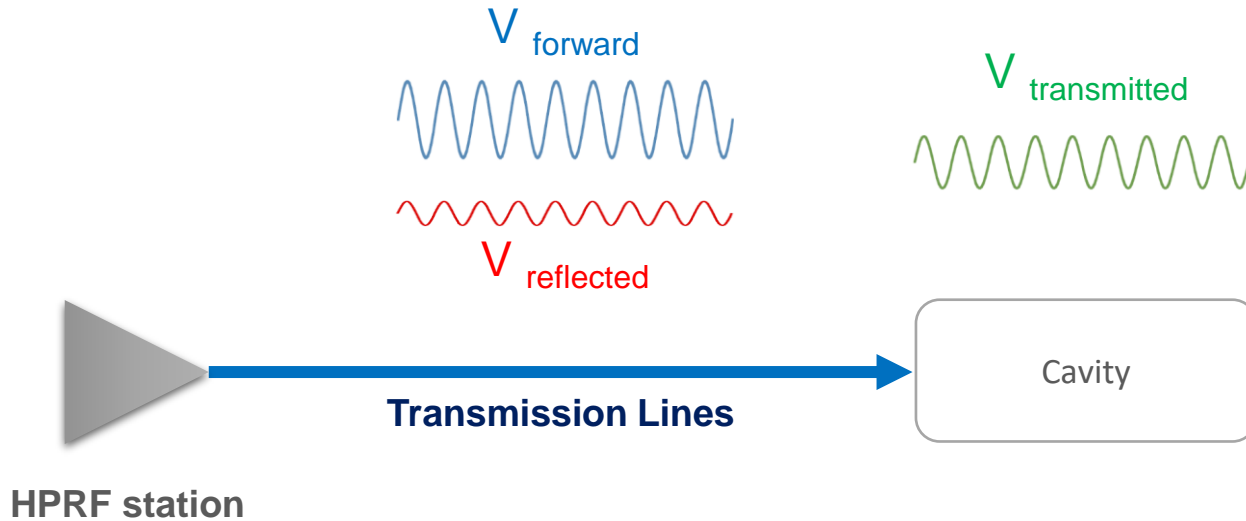 V forward
V transmitted
V reflected
Cavity
Transmission Lines
HPRF station